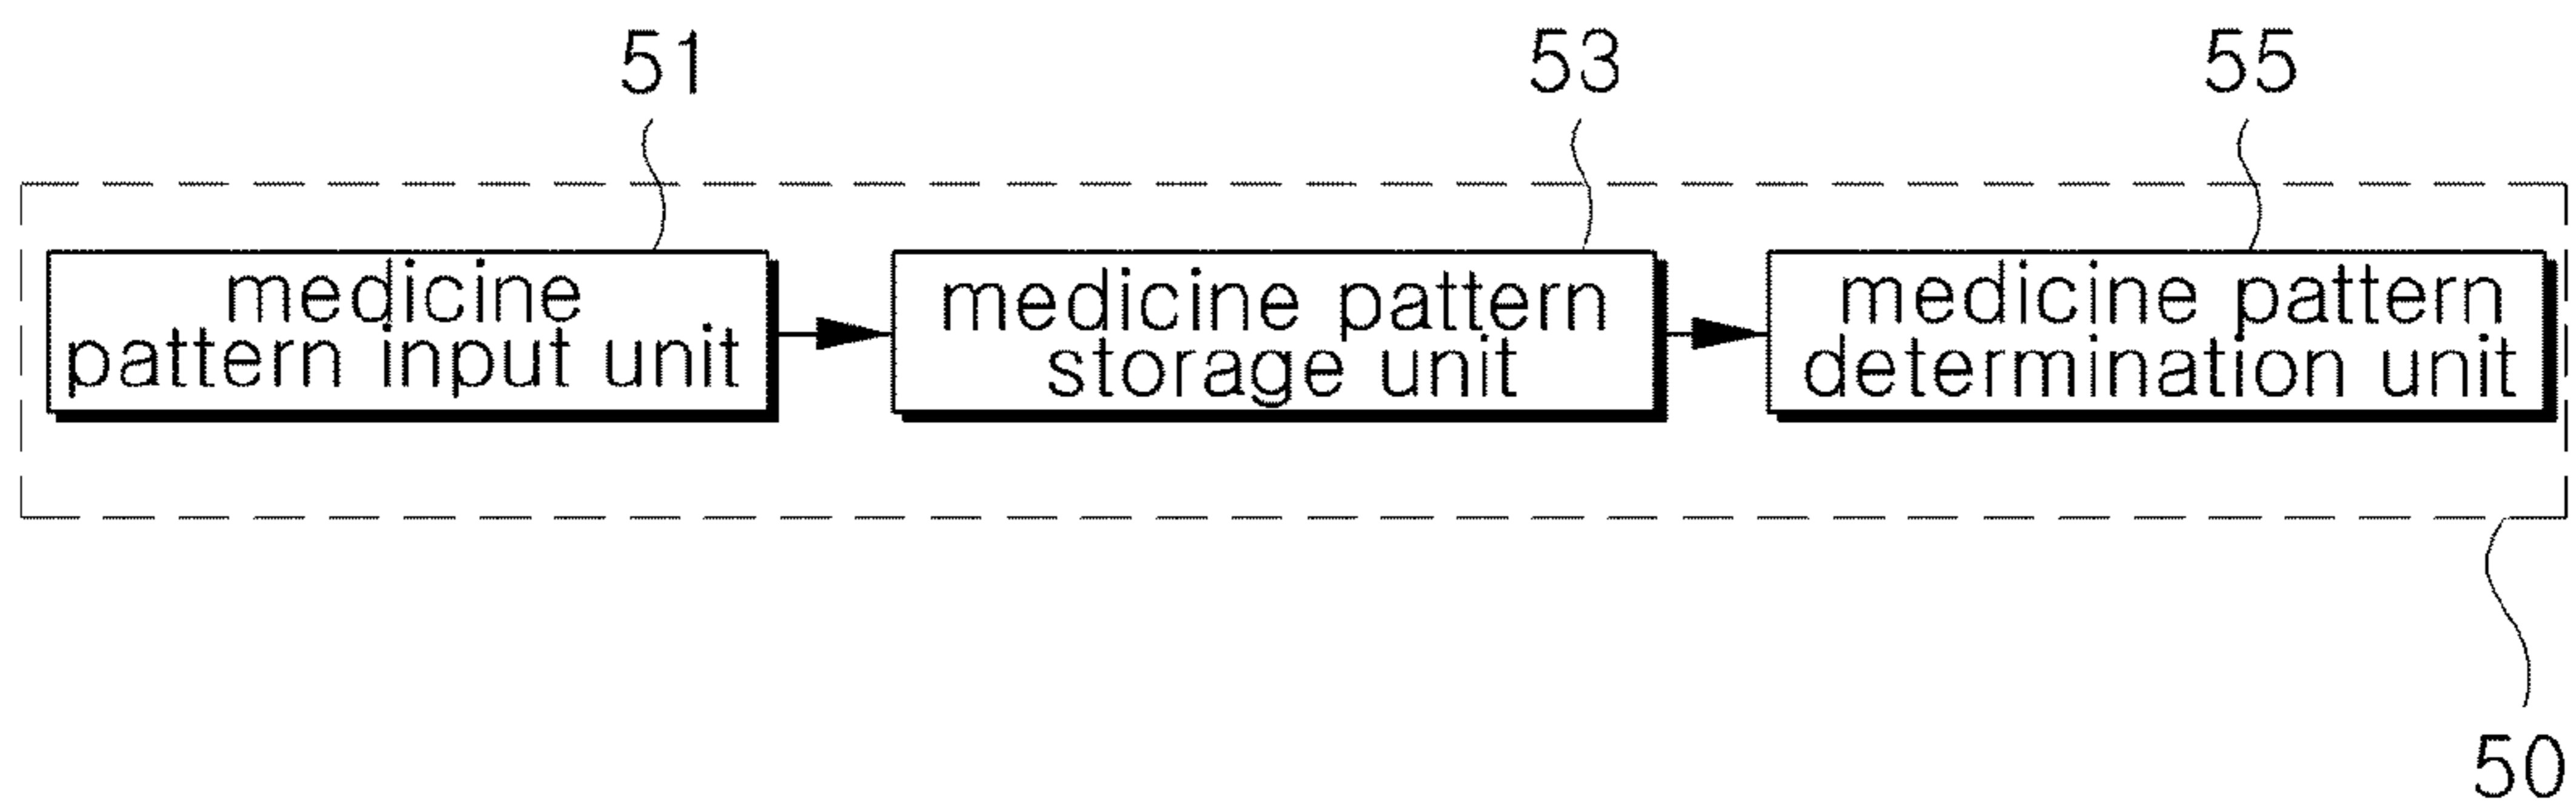 51
53
55
medicine
pattern input unit
medicine pattern
storage unit
medicine pattern
determination unit
50